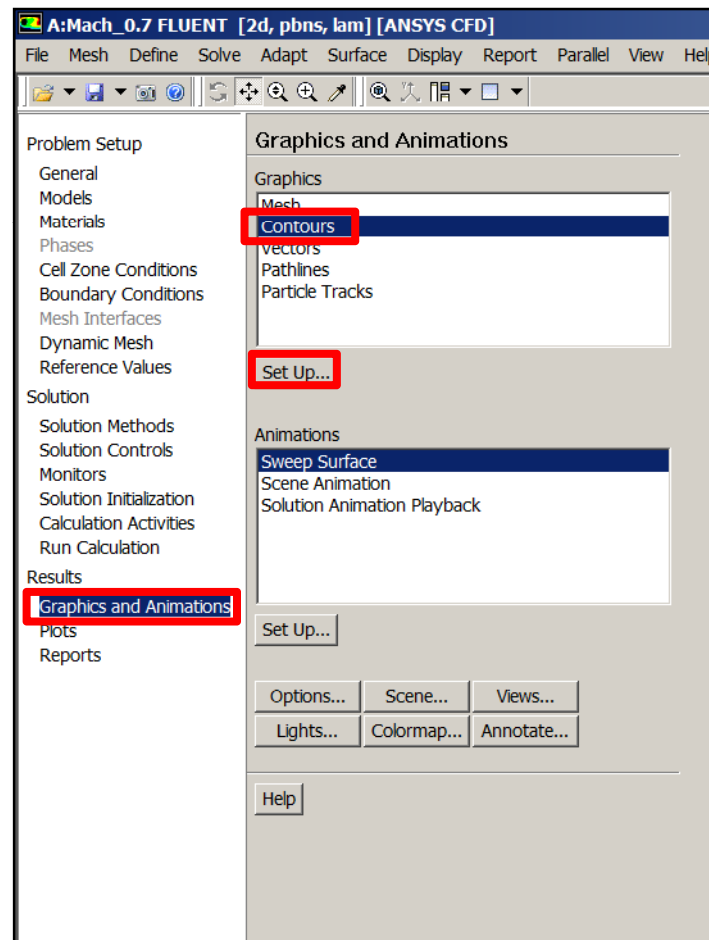 A:Mach_0.7 FLUENT [2d, pbns, lam] [ANSYS CFD]
File Mesh Define Solve Adapt Surface Display Report Parallel View Hel
Problem Setup
General
Models
Materials
Phases
Cell Zone Conditions
Boundary Conditions
Mesh Interfaces
Dynamic Mesh
Reference Values
Solution
Solution Methods
Solution Controls
Monitors
Solution Initialization
Calculation Activities
Run Calculation
Results
Graphics and Animations
Plots
Reports
Graphics and Animations
Graphics
Mesh
Contours
Vectors
Pathlines
Particle Tracks
Set Up...
Animations
Sweep Surface
Scene Animation
Solution Animation Playback
Set Up...
Options... Scene... Views...
Lights... Colormap... Annotate...
Help